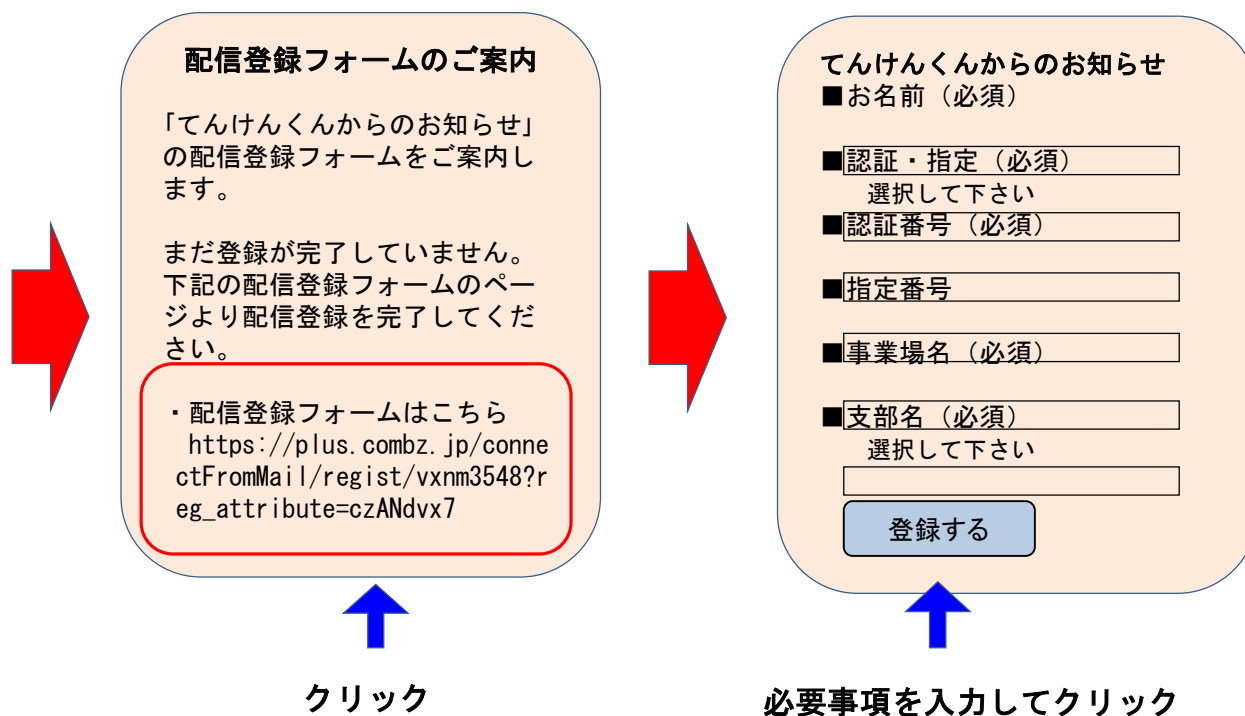 配信登録フォームのご案内
「てんけんくんからのお知らせ」
の配信登録フォームをご案内し
ます。
まだ登録が完了していません。
下記の配信登録フォームのペー
ジより配信登録を完了してくだ
さい。
・配信登録フォームはこちら
https://plus.combz.jp/conne
ctFromMail/regist/vxnm3548?r
eg_attribute=czANdvx7
クリック
てんけんくんからのお知らせ
■お名前（必須）
■認証・指定（必須）
選択して下さい
■認証番号（必須）
■指定番号
■事業場名（必須）
■支部名（必須）
選択して下さい
登録する
必要事項を入力してクリック